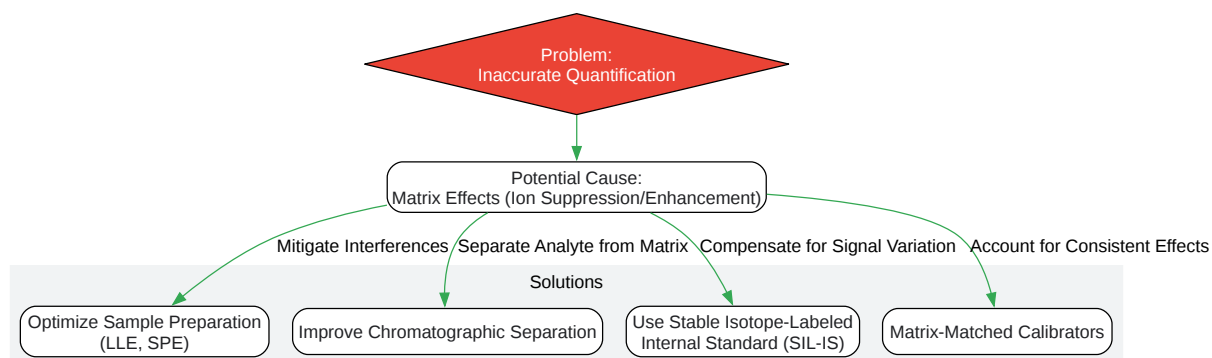 Problem:
Inaccurate Quantification
Potential Cause:
Matrix Effects (Ion Suppression/Enhancement)
Mitigate Interferences
Separate Analyte from Matrix
Compensate for Signal Variation
Account for Consistent Effects
Solutions
Optimize Sample Preparation
(LLE, SPE)
Improve Chromatographic Separation
Use Stable Isotope-Labeled
Internal Standard (SIL-IS)
Matrix-Matched Calibrators